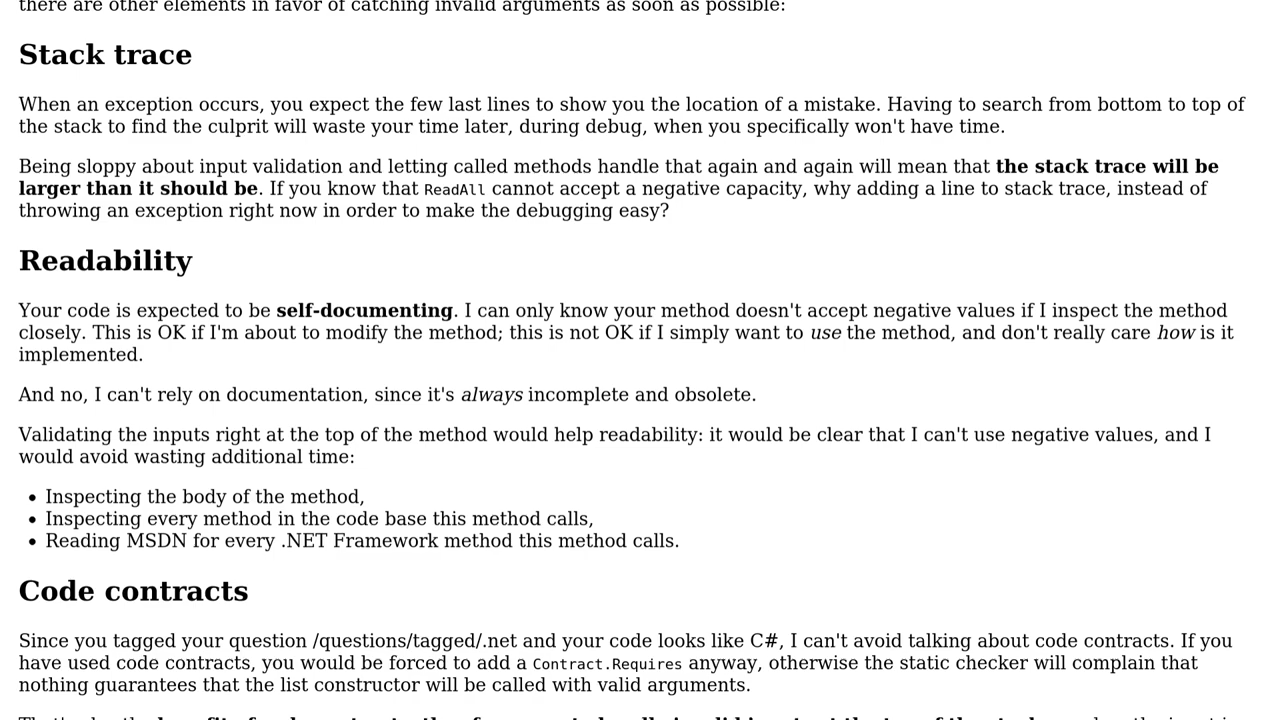 there are other elements in favor of catching invalid arguments as soon as possible:
Stack trace
When an exception occurs, you expect the few last lines to show you the location of a mistake. Having to search from bottom to top of
the stack to find the culprit will waste your time later, during debug, when you specifically won't have time.
Being sloppy about input validation and letting called methods handle that again and again will mean that the stack trace will be
larger than it should be. If you know that ReadAll cannot accept a negative capacity, why adding a line to stack trace, instead of
throwing an exception right now in order to make the debugging easy?
Readability
Your code is expected to be self-documenting. I can only know your method doesn't accept negative values if I inspect the method
closely. This is OK if I'm about to modify the method; this is not OK if I simply want to use the method, and don't really care how is it
implemented.
And no, I can't rely on documentation, since it's always incomplete and obsolete.
Validating the inputs right at the top of the method would help readability: it would be clear that I can't use negative values, and I
would avoid wasting additional time:
• Inspecting the body of the method,
• Inspecting every method in the code base this method calls,
• Reading MSDN for every .NET Framework method this method calls.
Code contracts
Since you tagged your question /questions/tagged/.net and your code looks like C#, I can't avoid talking about code contracts. If you
have used code contracts, you would be forced to add a Contract.Requires anyway, otherwise the static checker will complain that
nothing guarantees that the list constructor will be called with valid arguments.